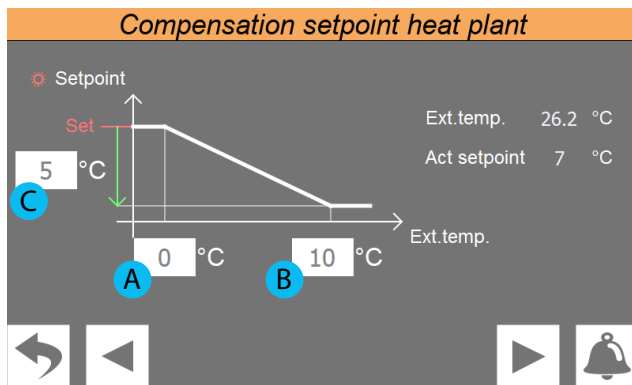 Compensation setpoint heat plant
Setpoint
Set
Ext.temp. 26.2 °C
Act setpoint 7 °C
5 °C
C
Ext.temp.
0 °C
10 °C
A
B